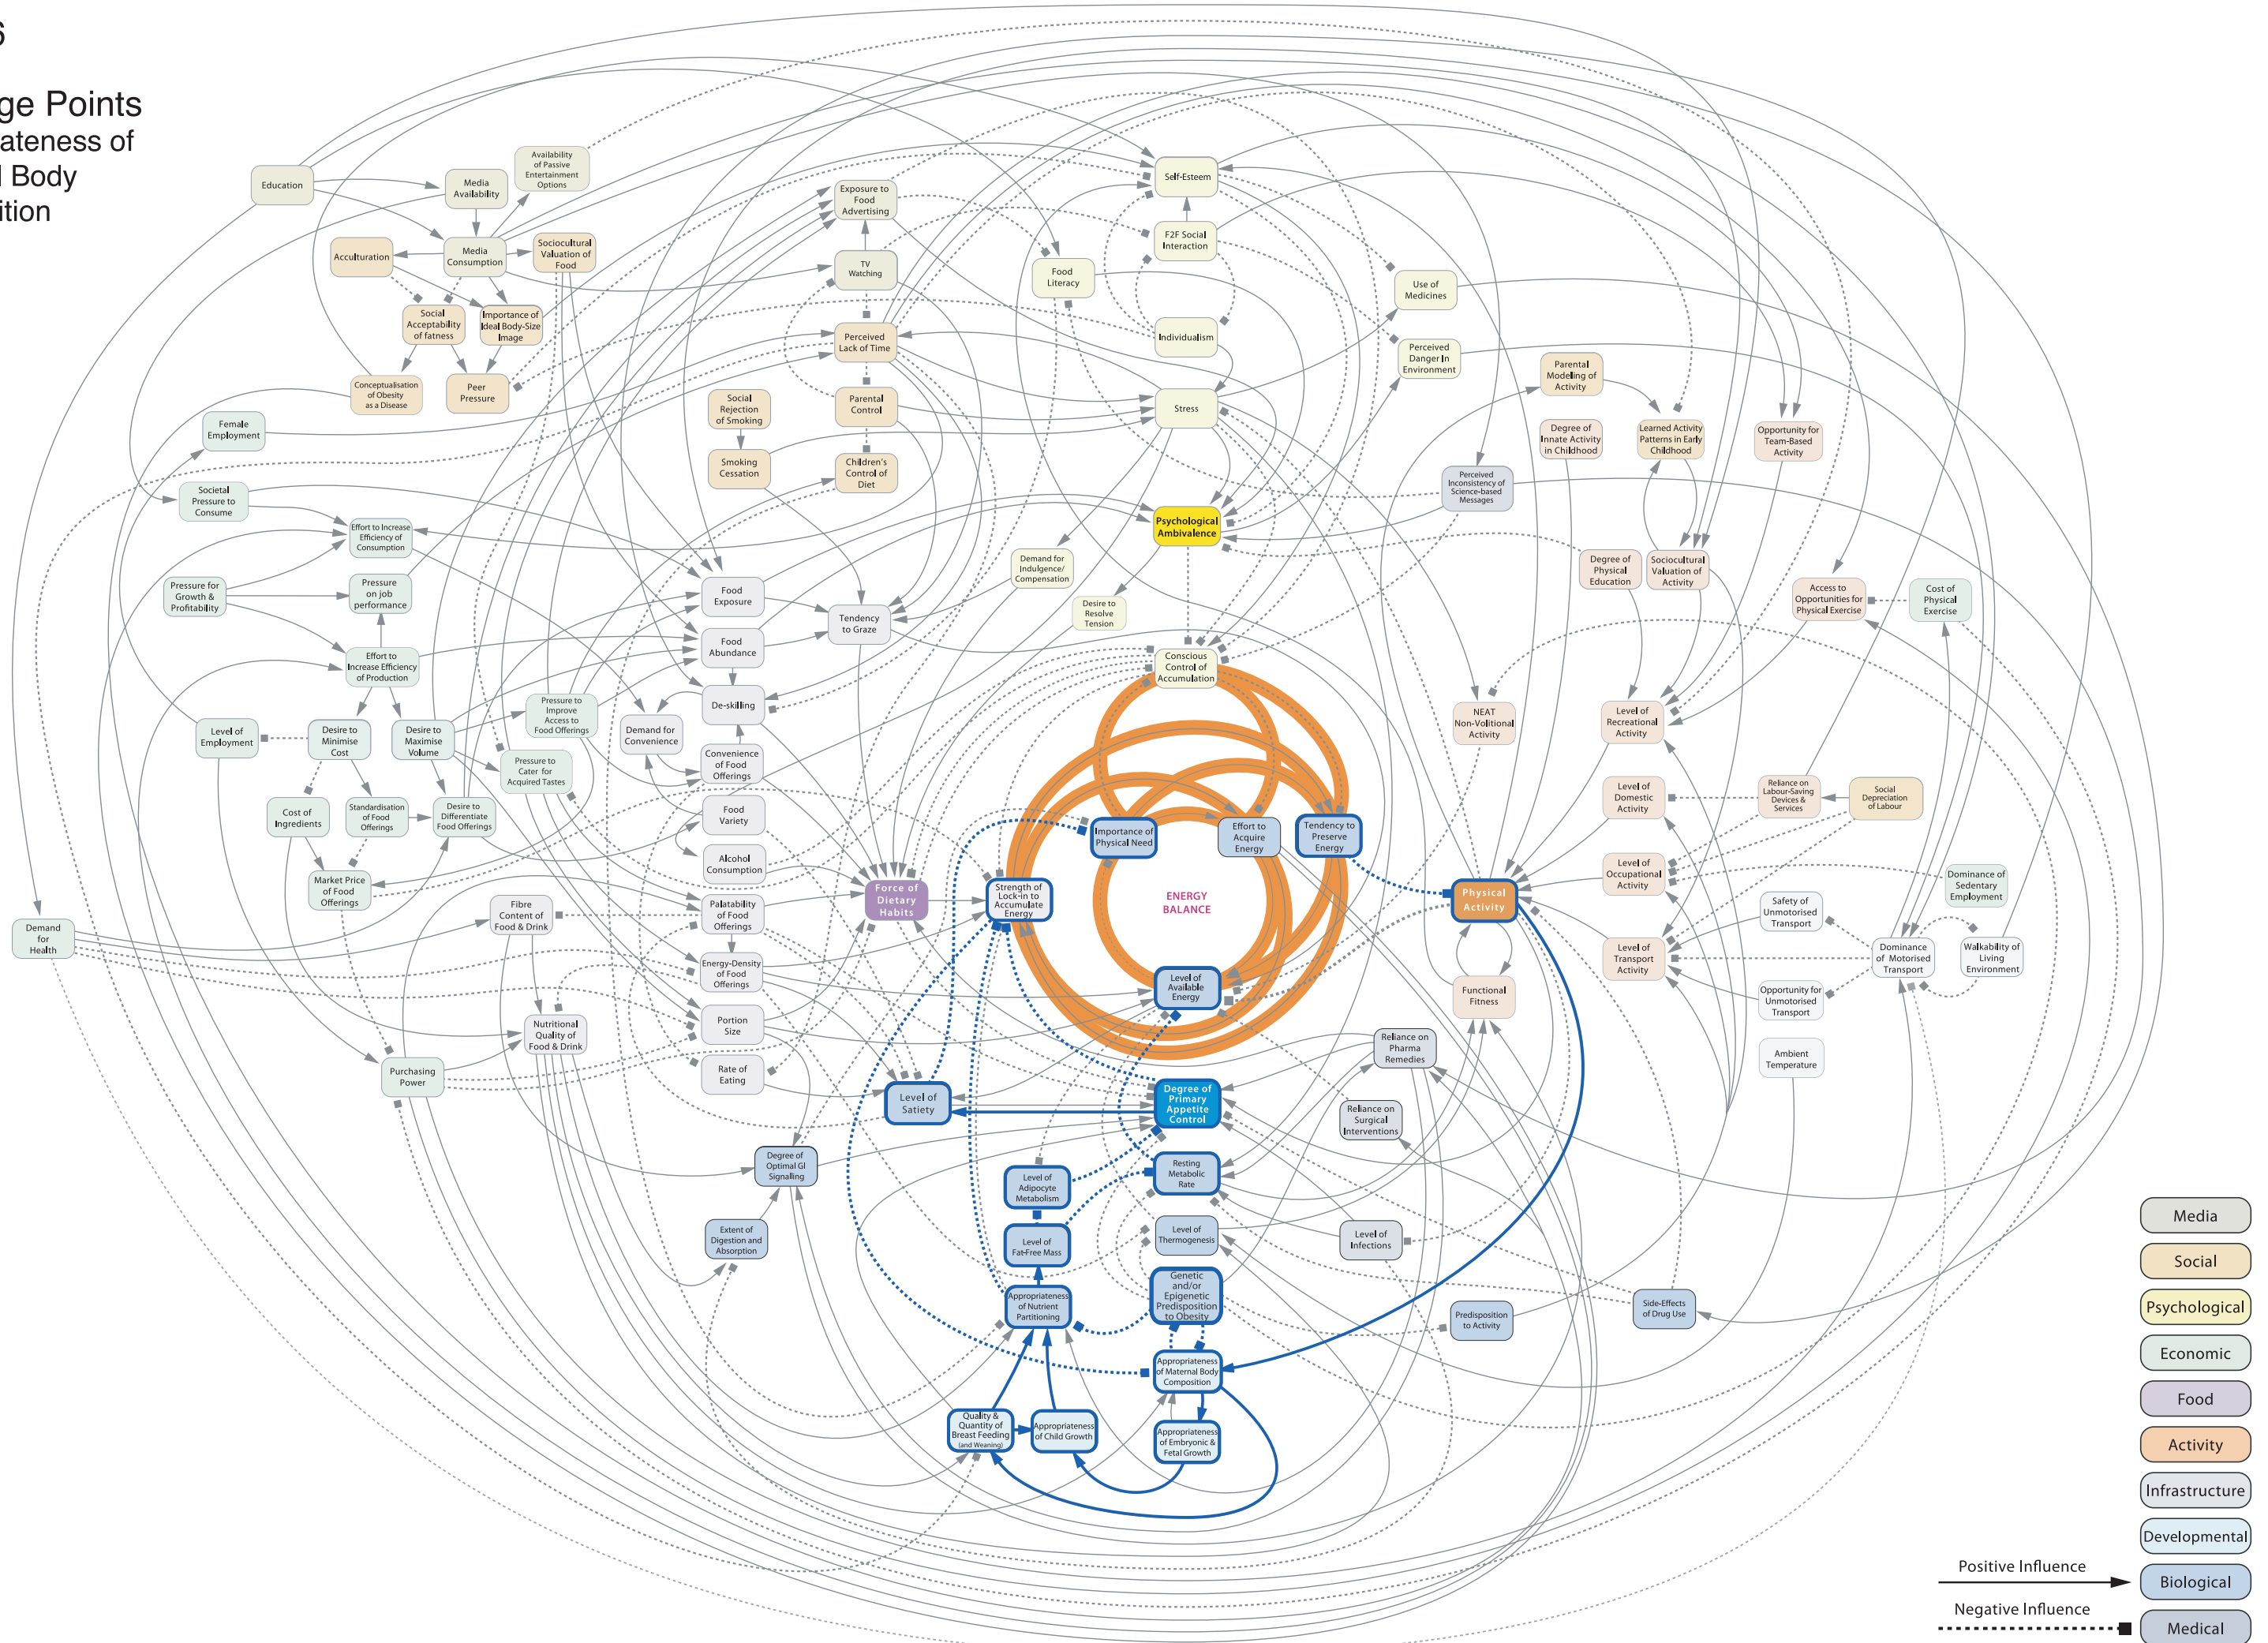 s
ge Points
ateness of
l Body
ition
Education
Media
Availability
Availability
of Passive
Entertainment
Options
Acculturation
Media
Consumption
Sociocultural
Valuation of
Food
Social
Acceptability
of fatness
Importance of
Ideal Body-Size
Image
Conceptualisation
of Obesity
as a Disease
Peer
Pressure
Exposure to
Food
Advertising
TV
Watching
Perceived
Lack of Time
Parental
Control
Children's
Control of
Diet
Social
Rejection
of Smoking
Smoking
Cessation
Food
Literacy
Self-Esteem
F2F Social
Interaction
Individualism
Stress
Psychological
Ambivalence
Demand for
Indulgence/
Compensation
Desire to
Resolve
Tension
Conscious
Control of
Accumulation
Use of
Medicines
Perceived
Danger in
Environment
Perceived
Inconsistency of
Science-based
Messages
Parental
Modeling of
Activity
Degree of
Innate Activity
in Childhood
Learned Activity
Patterns in Early
Childhood
Opportunity for
Team-Based
Activity
Degree of
Physical
Education
Sociocultural
Valuation of
Activity
Access to
Opportunities for
Physical Exercise
Cost of
Physical
Exercise
Female
Employment
Societal
Pressure to
Consume
Effort to Increase
Efficiency of
Consumption
Pressure for
Growth &
Profitability
Pressure
on job
performance
Effort to
Increase Efficiency
of Production
Level of
Employment
Desire to
Minimise
Cost
Desire to
Maximise
Volume
Pressure to
Improve
Access to
Food Offerings
Pressure to
Cater for
Acquired Tastes
Cost of
Ingredients
Standardisation
of Food
Offerings
Desire to
Differentiate
Food Offerings
Market Price
of Food
Offerings
Demand
for
Health
Purchasing
Power
Food
Exposure
Food
Abundance
Tendency
to Graze
De-skilling
Demand for
Convenience
Convenience
of Food
Offerings
Food
Variety
Alcohol
Consumption
Fibre
Content of
Food & Drink
Palatability
of Food
Offerings
Energy-Density
of Food
Offerings
Nutritional
Quality of
Food & Drink
Portion
Size
Rate of
Eating
Force of
Dietary
Habits
Strength of
Lock-in to
Accumulate
Energy
Importance of
Physical Need
Effort to
Acquire
Energy
Tendency to
Preserve
Energy
ENERGY
BALANCE
Level of
Available
Energy
Physical
Activity
NEAT
Non-Volitional
Activity
Level of
Recreational
Activity
Level of
Domestic
Activity
Reliance on
Labour-Saving
Devices &
Services
Social
Depreciation
of Labour
Level of
Occupational
Activity
Dominance of
Sedentary
Employment
Safety of
Unmotorised
Transport
Level of
Transport
Activity
Dominance
of Motorised
Transport
Walkability of
Living
Environment
Opportunity for
Unmotorised
Transport
Ambient
Temperature
Functional
Fitness
Reliance on
Pharma
Remedies
Reliance on
Surgical
Interventions
Level of
Infections
Level of
Satiety
Degree of
Primary
Appetite
Control
Degree of
Optimal GI
Signalling
Extent of
Digestion and
Absorption
Level of
Adipocyte
Metabolism
Resting
Metabolic
Rate
Level of
Fat-Free Mass
Level of
Thermogenesis
Appropriateness
of Nutrient
Partitioning
Genetic
and/or
Epigenetic
Predisposition
to Obesity
Predisposition
to Activity
Side-Effects
of Drug Use
Appropriateness
of Maternal Body
Composition
Quality &
Quantity of
Breast Feeding
(and Weaning)
Appropriateness
of Child Growth
Appropriateness
of Embryonic &
Fetal Growth
Media
Social
Psychological
Economic
Food
Activity
Infrastructure
Developmental
Positive Influence
Biological
Negative Influence
Medical